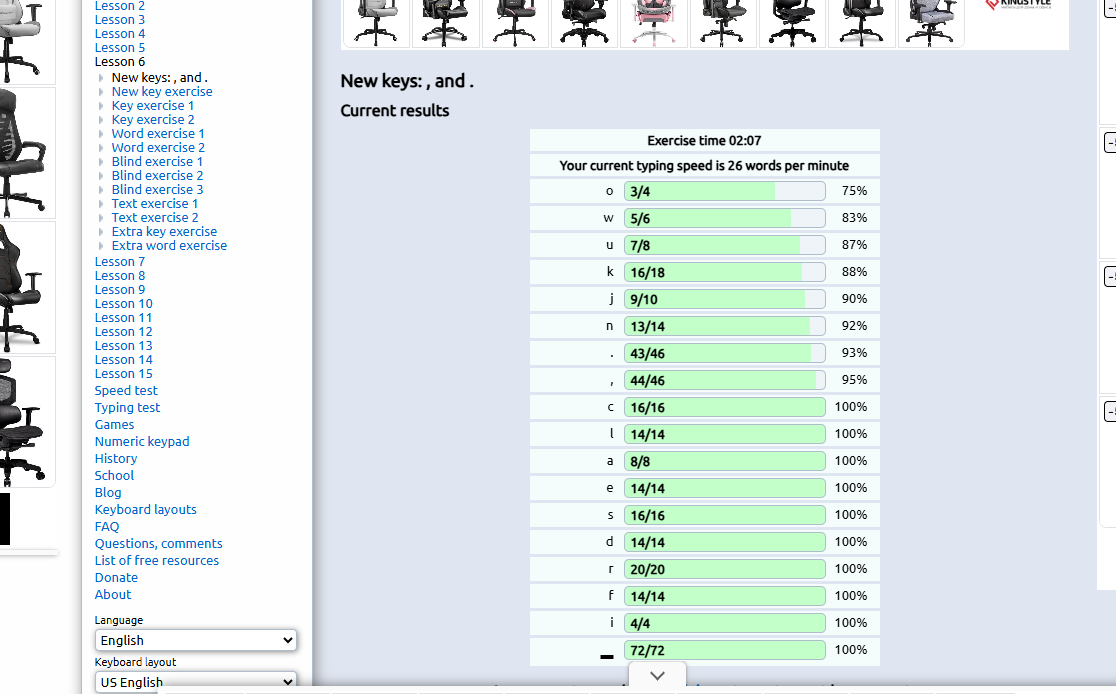 KINGSTYLE
Lesson 2
Lesson 3
Lesson 4
Lesson 5
Lesson 6
New keys: , and .
New key exercise
Key exercise 1
Key exercise 2
Word exercise 1
Word exercise 2
Blind exercise 1
Blind exercise 2
Blind exercise 3
Text exercise 1
Text exercise 2
Extra key exercise
Extra word exercise
Lesson 7
Lesson 8
Lesson 9
Lesson 10
Lesson 11
Lesson 12
Lesson 13
Lesson 14
Lesson 15
Speed test
Typing test
Games
Numeric keypad
History
School
Blog
Keyboard layouts
FAQ
Questions, comments
List of free resources
Donate
About
Language
English
Keyboard layout
US English
New keys: , and .
Current results
Exercise time 02:07
Your current typing speed is 26 words per minute
o 3/4 75%
w 5/6 83%
u 7/8 87%
k 16/18 88%
j 9/10 90%
n 13/14 92%
. 43/46 93%
, 44/46 95%
c 16/16 100%
l 14/14 100%
a 8/8 100%
e 14/14 100%
s 16/16 100%
d 14/14 100%
r 20/20 100%
f 14/14 100%
i 4/4 100%
▂ 72/72 100%